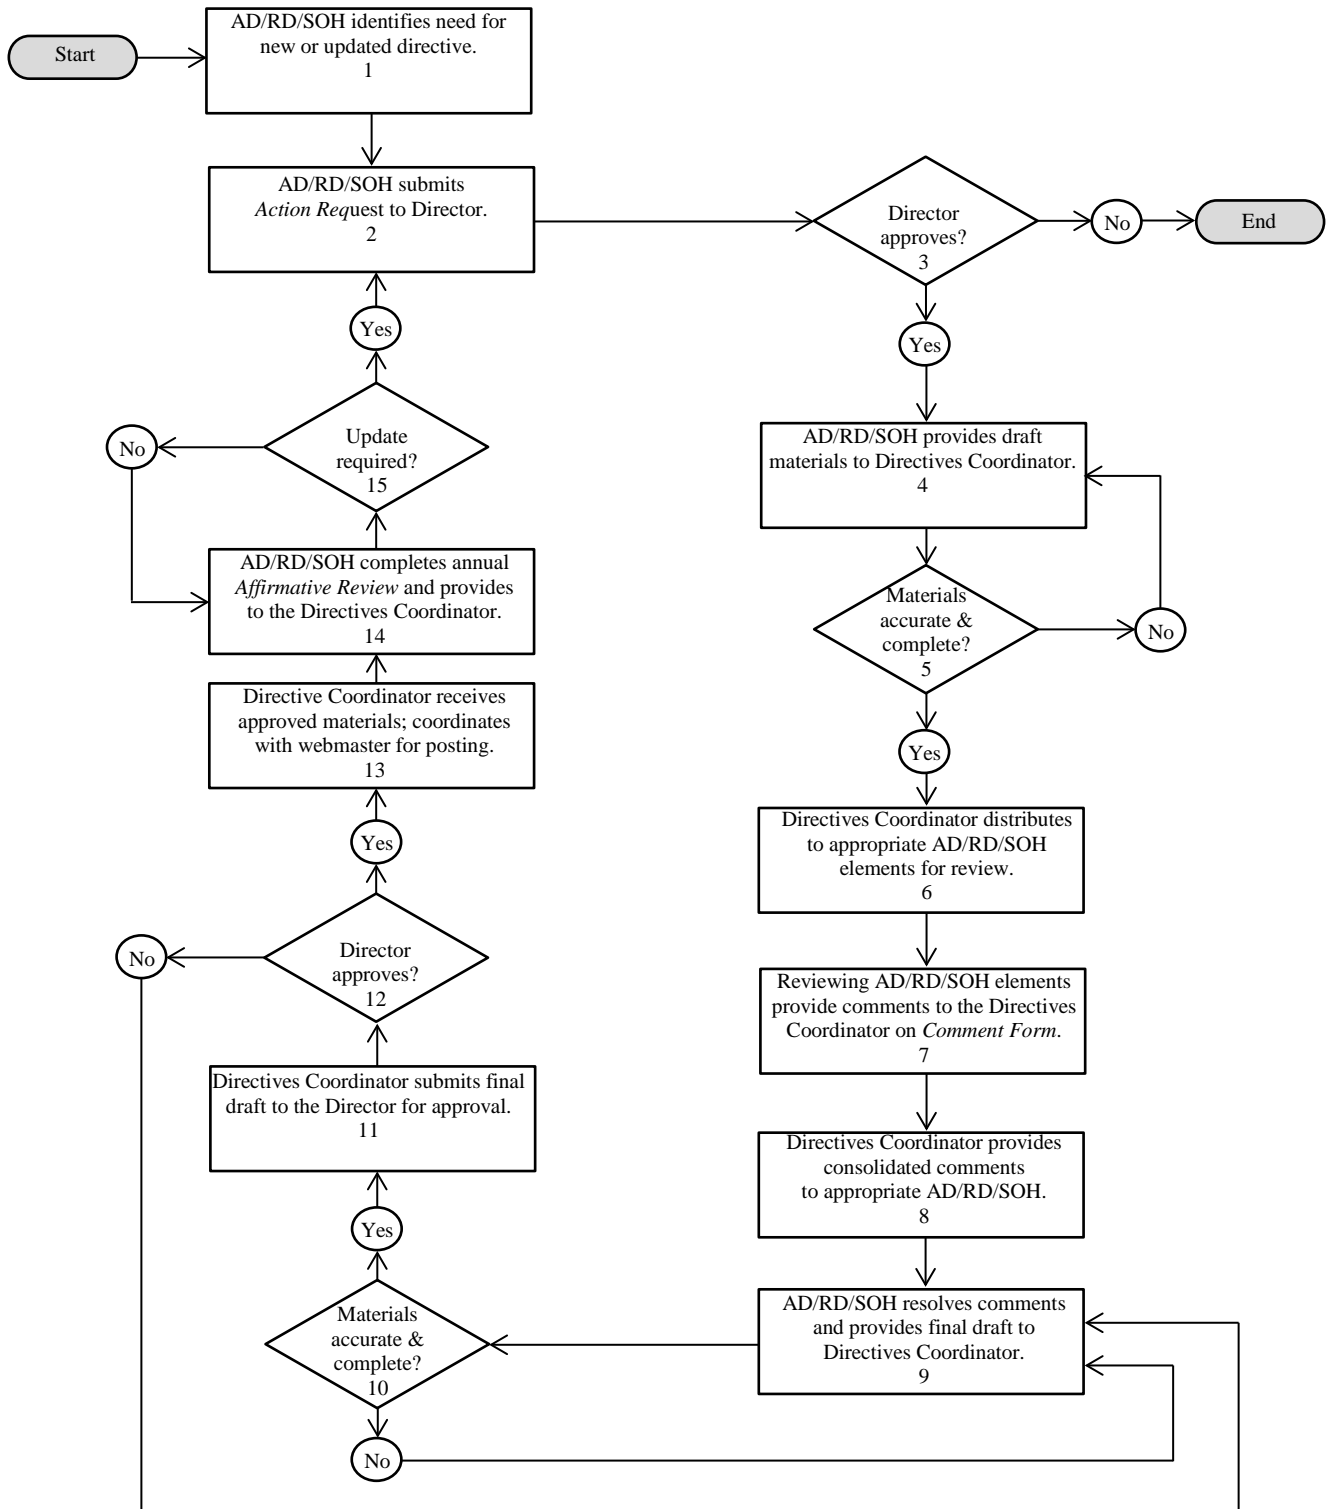 Start
AD/RD/SOH identifies need for
new or updated directive.
1
AD/RD/SOH submits
Action Request to Director.
2
Director
approves?
3
No
End
Yes
AD/RD/SOH provides draft
materials to Directives Coordinator.
4
Materials
accurate &
complete?
5
No
Yes
Directives Coordinator distributes
to appropriate AD/RD/SOH
elements for review.
6
Reviewing AD/RD/SOH elements
provide comments to the Directives
Coordinator on Comment Form.
7
Directives Coordinator provides
consolidated comments
to appropriate AD/RD/SOH.
8
AD/RD/SOH resolves comments
and provides final draft to
Directives Coordinator.
9
Materials
accurate &
complete?
10
No
Yes
Directives Coordinator submits final
draft to the Director for approval.
11
Director
approves?
12
No
Yes
Directive Coordinator receives
approved materials; coordinates
with webmaster for posting.
13
AD/RD/SOH completes annual
Affirmative Review and provides
to the Directives Coordinator.
14
Update
required?
15
No
Yes